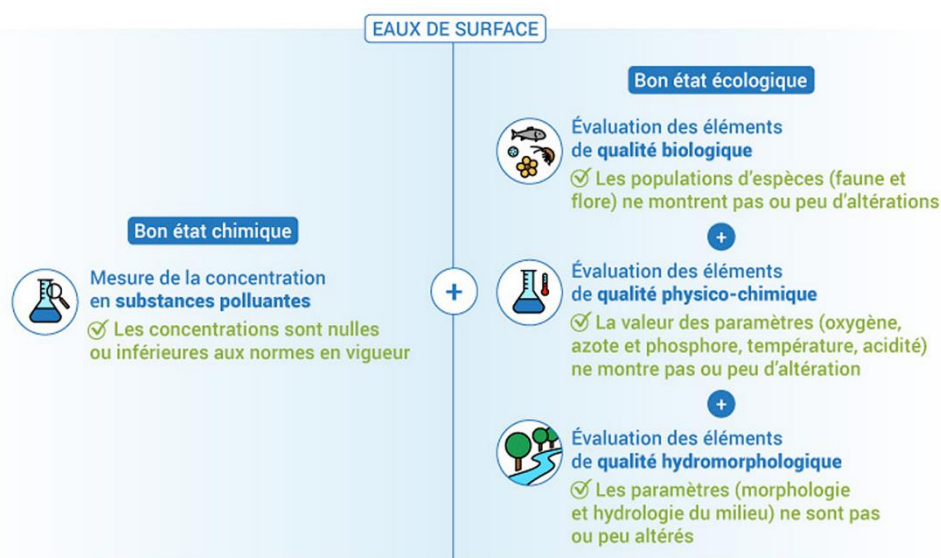 EAUX DE SURFACE
Bon état chimique
Mesure de la concentration
en substances polluantes
Les concentrations sont nulles
ou inférieures aux normes en vigueur
+
Bon état écologique
Évaluation des éléments
de qualité biologique
Les populations d'espèces (faune et
flore) ne montrent pas ou peu d'altérations
+
Évaluation des éléments
de qualité physico-chimique
La valeur des paramètres (oxygène,
azote et phosphore, température, acidité)
ne montre pas ou peu d'altération
+
Évaluation des éléments
de qualité hydromorphologique
Les paramètres (morphologie
et hydrologie du milieu) ne sont pas
ou peu altérés